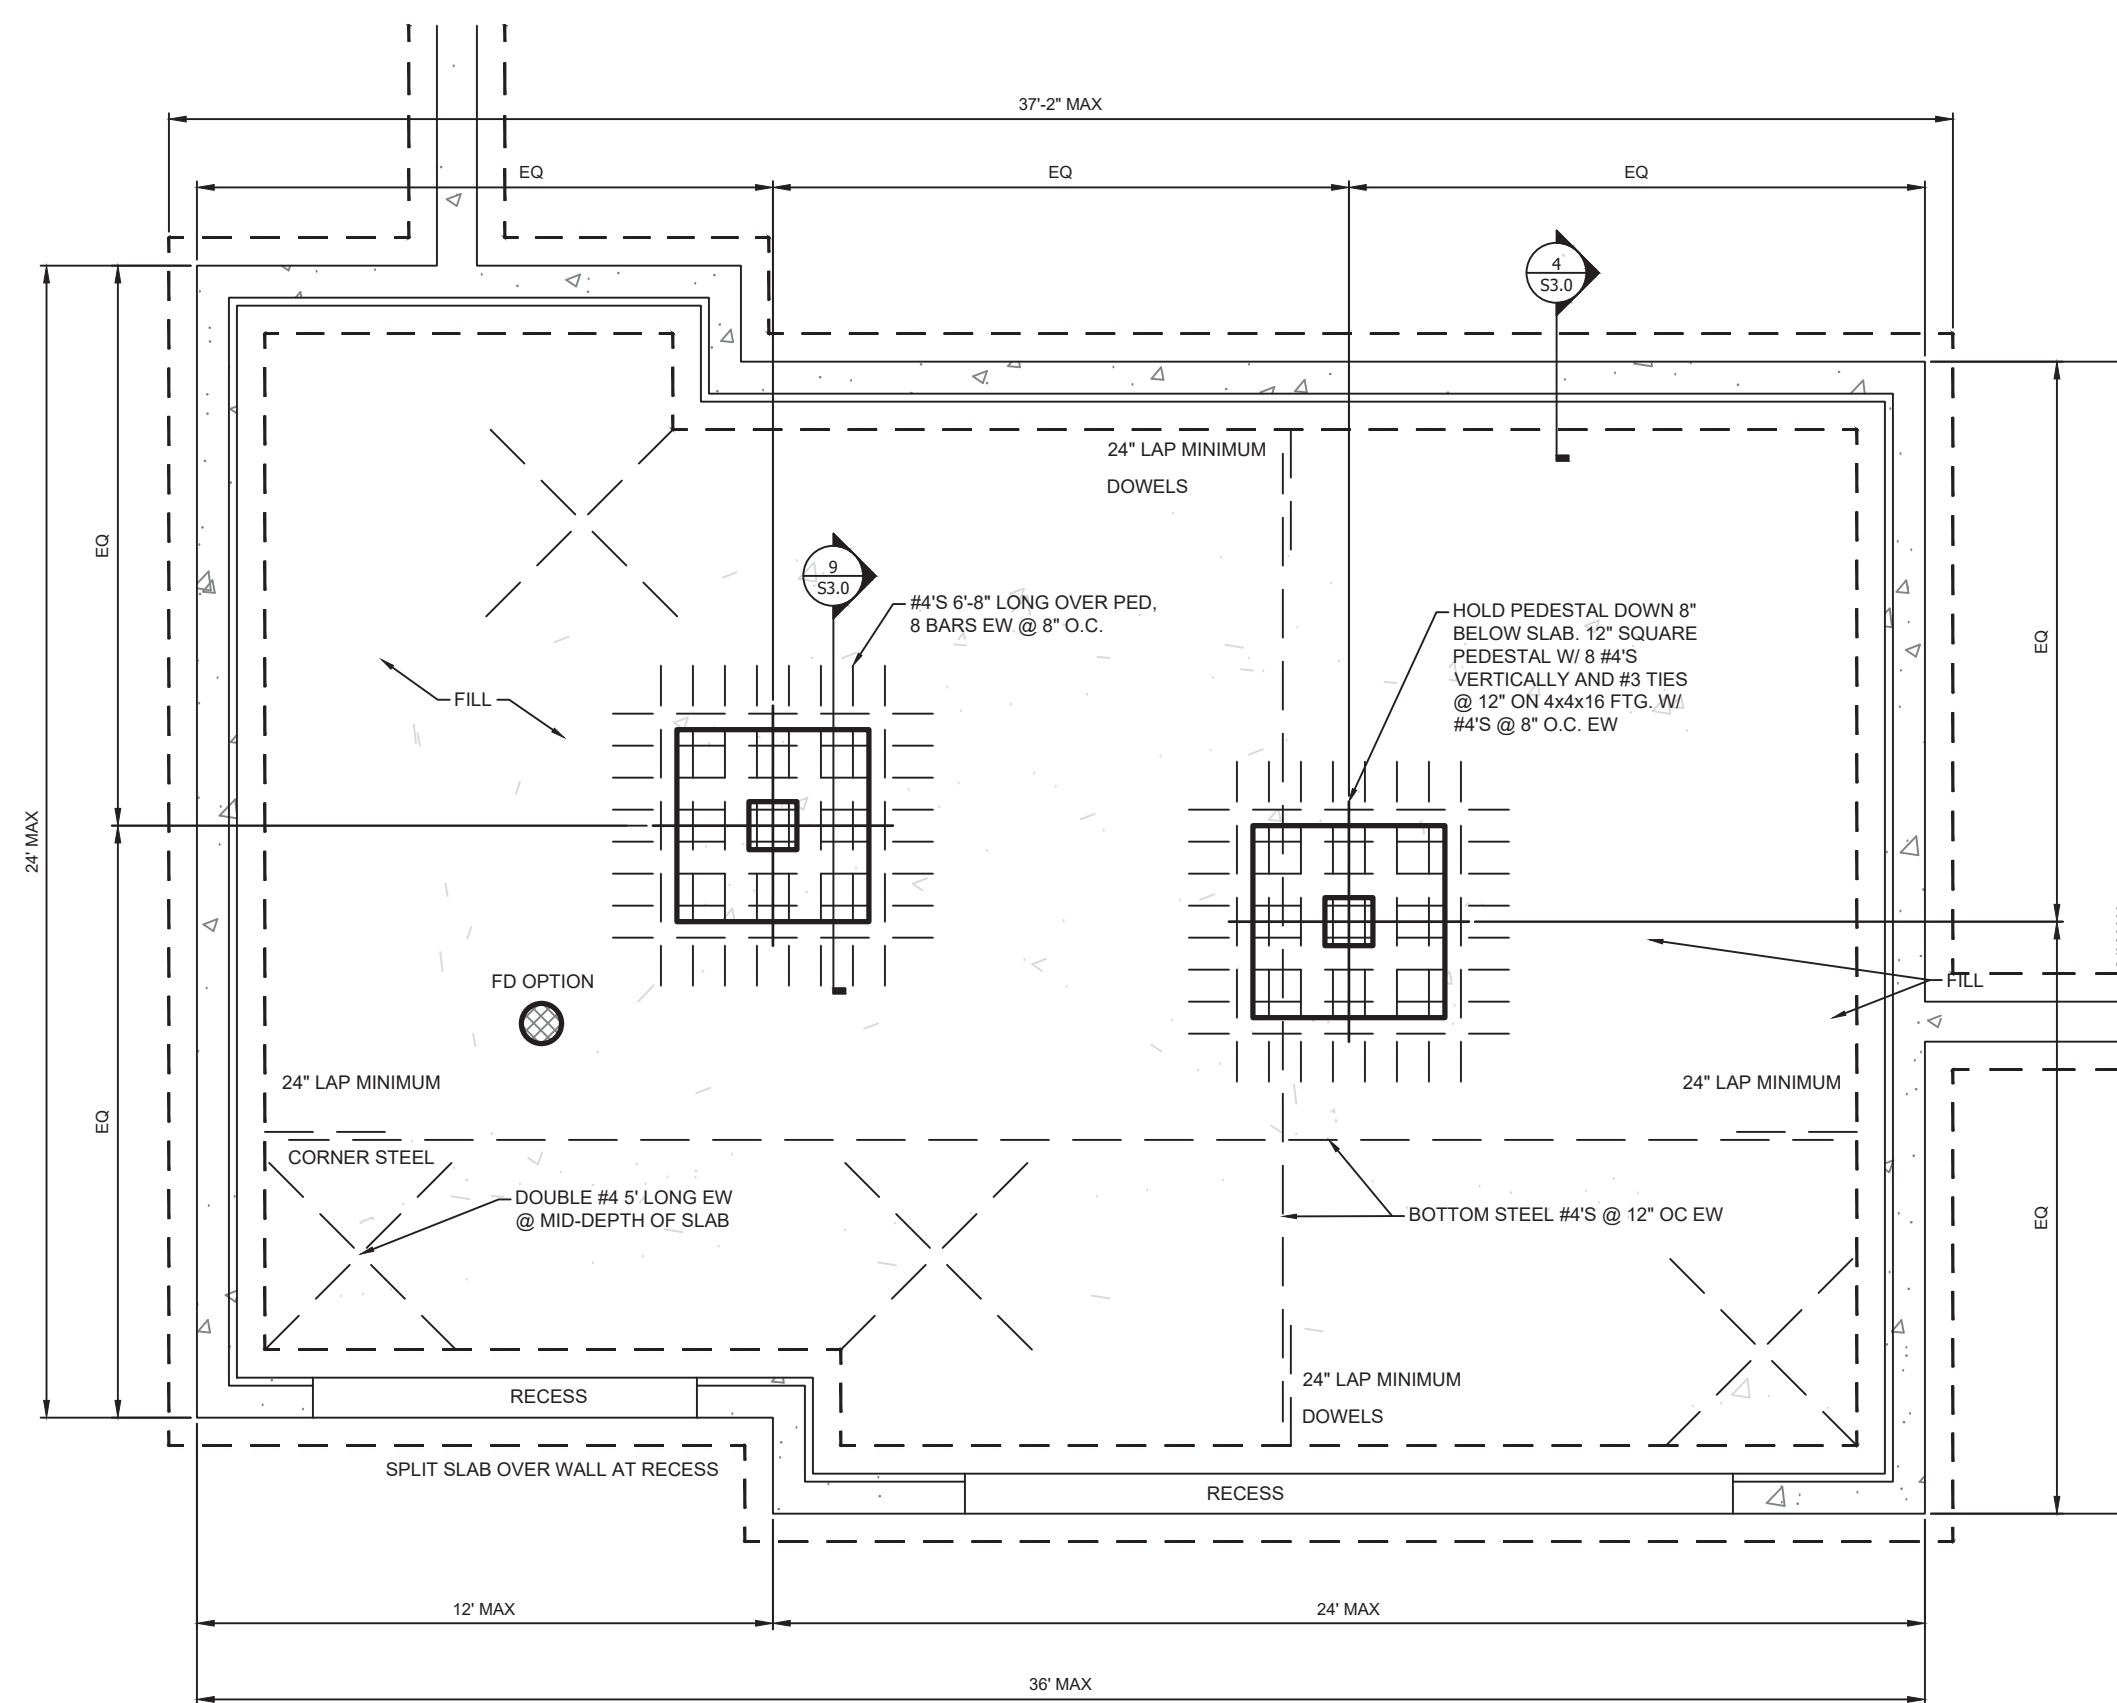 37'-2" MAX
EQ
EQ
EQ
4
S3.0
24" LAP MINIMUM
DOWELS
EQ
9
S3.0
#4'S 6'-8" LONG OVER PED,
8 BARS EW @ 8" O.C.
HOLD PEDESTAL DOWN 8"
BELOW SLAB. 12" SQUARE
PEDESTAL W/ 8 #4'S
VERTICALLY AND #3 TIES
@ 12" ON 4x4x16 FTG. W/
#4'S @ 8" O.C. EW
EQ
FILL
24' MAX
FD OPTION
FILL
24" LAP MINIMUM
24" LAP MINIMUM
EQ
CORNER STEEL
DOUBLE #4 5' LONG EW
@ MID-DEPTH OF SLAB
BOTTOM STEEL #4'S @ 12" OC EW
EQ
RECESS
24" LAP MINIMUM
DOWELS
SPLIT SLAB OVER WALL AT RECESS
RECESS
12' MAX
24' MAX
36' MAX